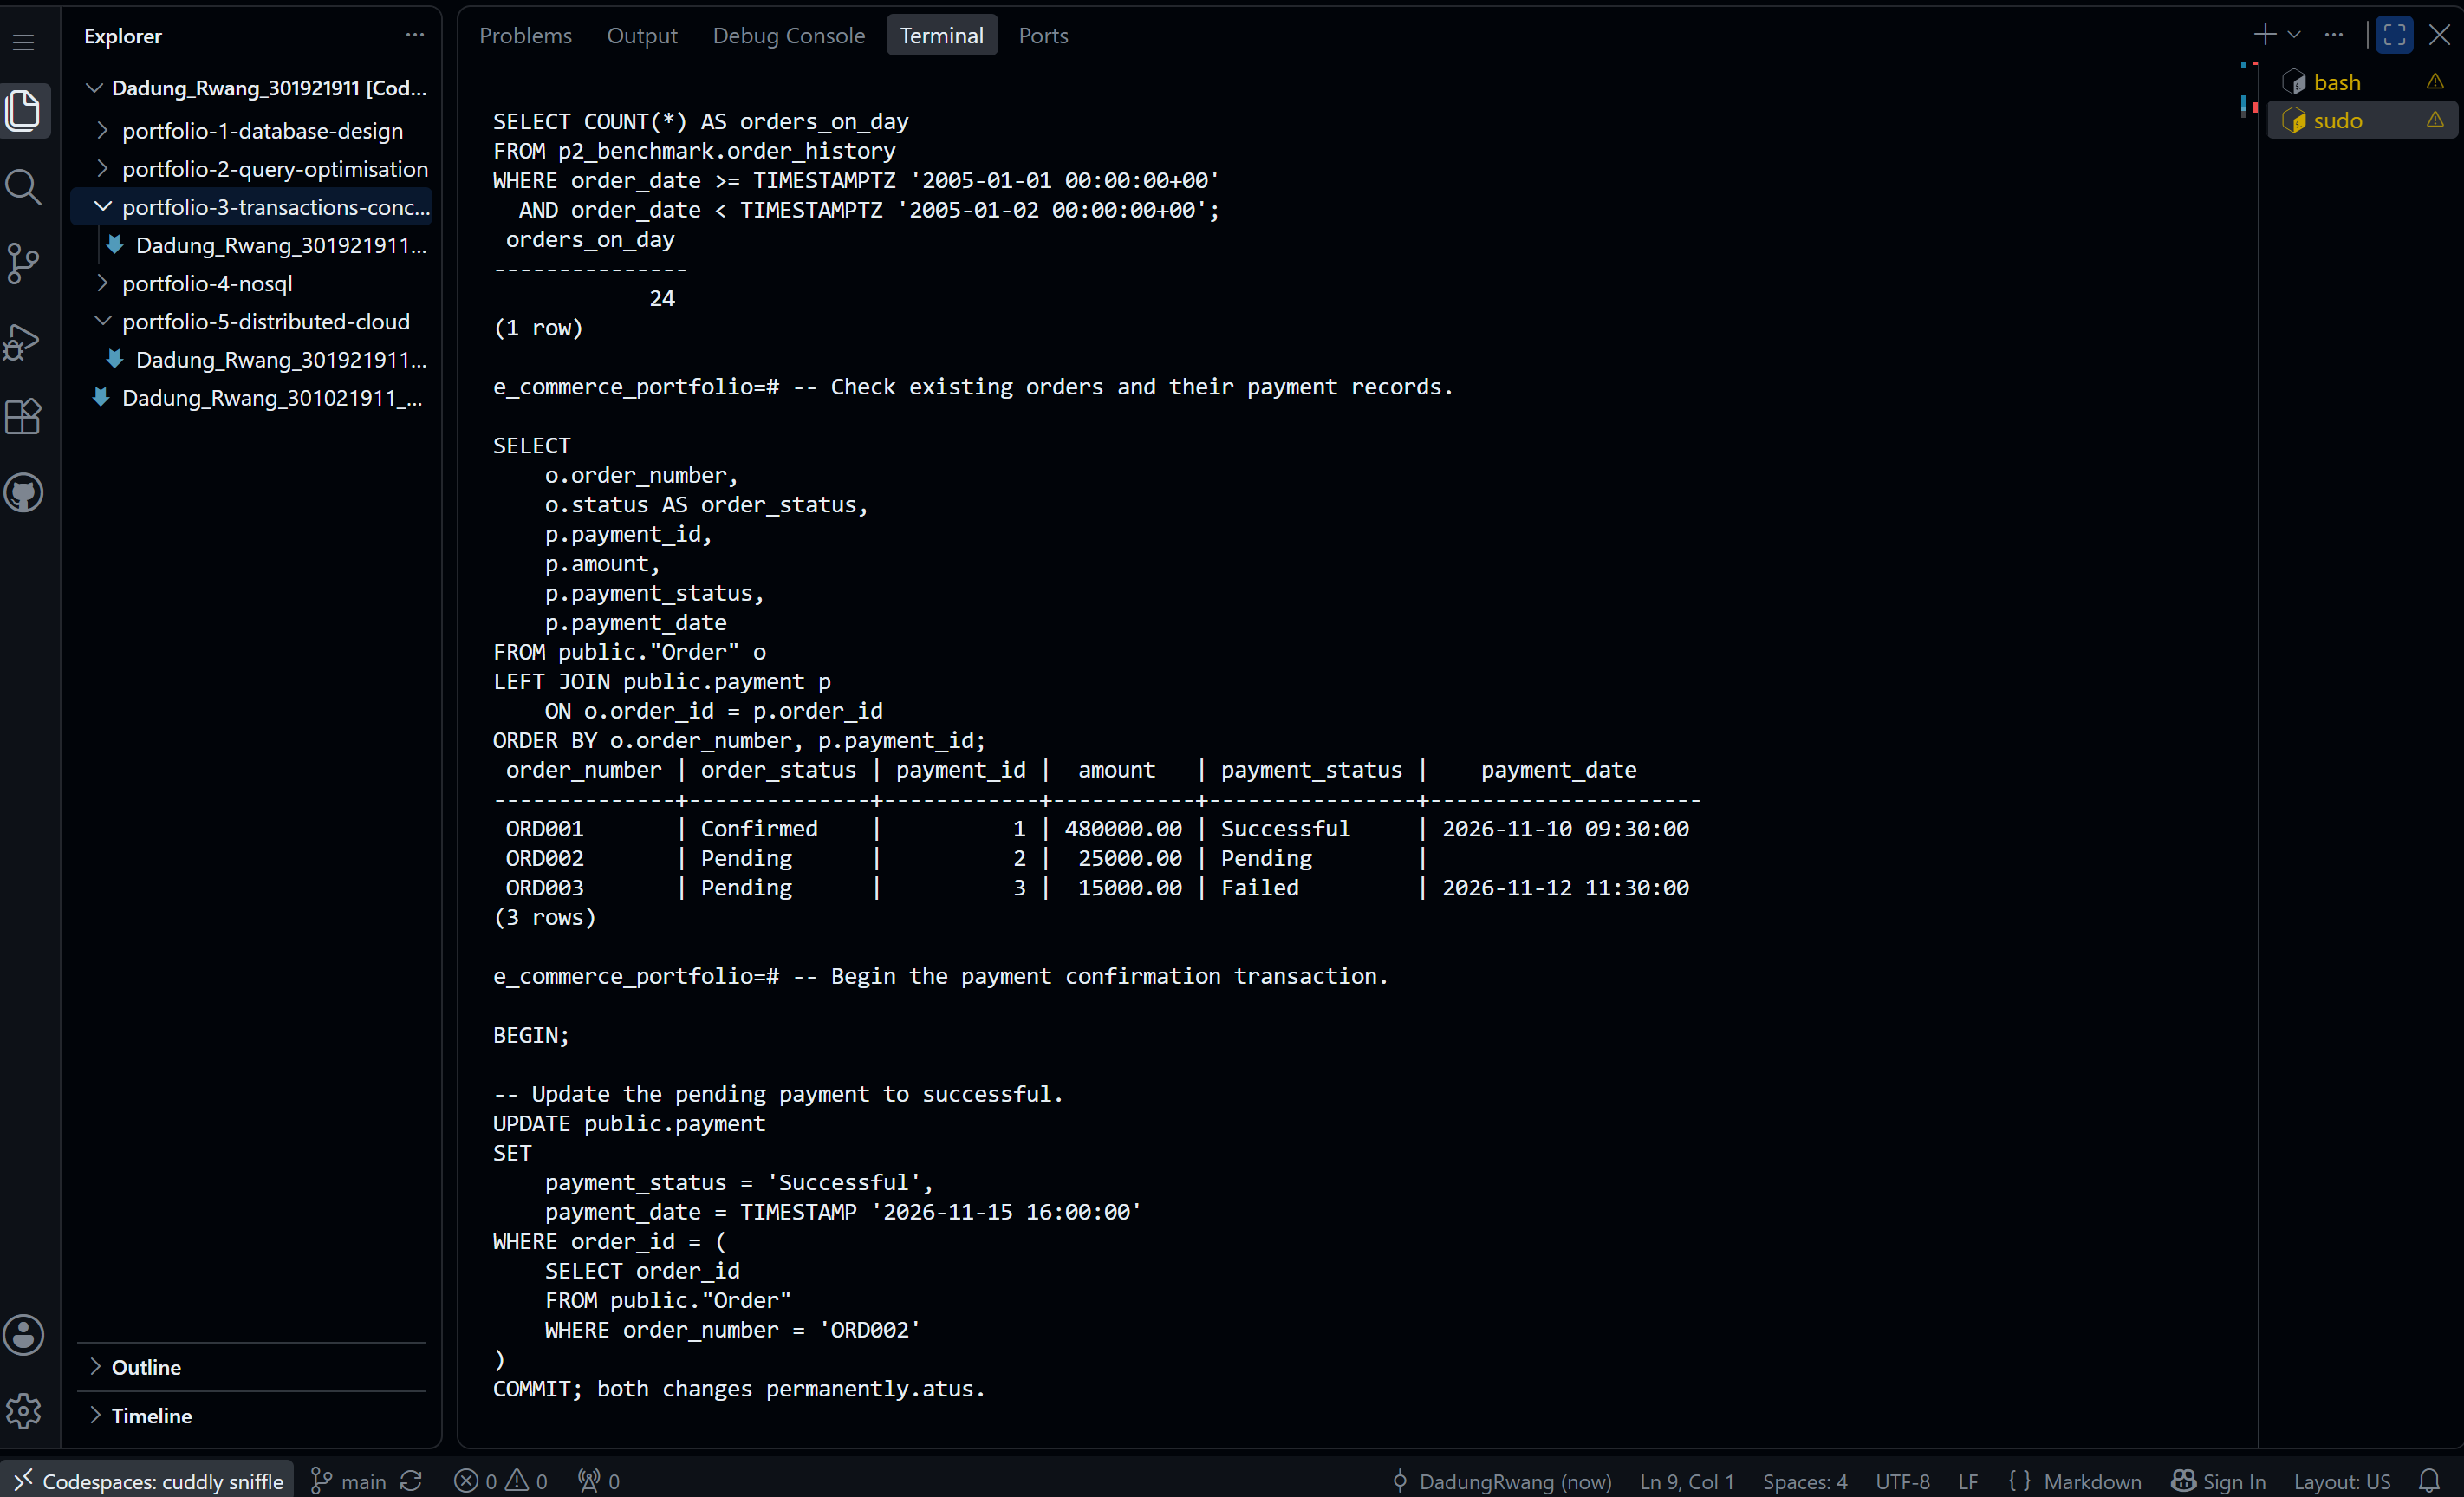 Explorer
Dadung_Rwang_301921911 [Cod...
portfolio-1-database-design
portfolio-2-query-optimisation
portfolio-3-transactions-conc...
Dadung_Rwang_301921911...
portfolio-4-nosql
portfolio-5-distributed-cloud
Dadung_Rwang_301921911...
Dadung_Rwang_301021911_...
Outline
Timeline
Problems Output Debug Console Terminal Ports
SELECT COUNT(*) AS orders_on_day
FROM p2_benchmark.order_history
WHERE order_date >= TIMESTAMPTZ '2005-01-01 00:00:00+00'
  AND order_date < TIMESTAMPTZ '2005-01-02 00:00:00+00';
 orders_on_day
---------------
            24
(1 row)
e_commerce_portfolio=# -- Check existing orders and their payment records.
SELECT
    o.order_number,
    o.status AS order_status,
    p.payment_id,
    p.amount,
    p.payment_status,
    p.payment_date
FROM public."Order" o
LEFT JOIN public.payment p
    ON o.order_id = p.order_id
ORDER BY o.order_number, p.payment_id;
 order_number | order_status | payment_id |  amount   | payment_status |    payment_date
--------------+--------------+------------+-----------+----------------+---------------------
 ORD001       | Confirmed    |          1 | 480000.00 | Successful     | 2026-11-10 09:30:00
 ORD002       | Pending      |          2 |  25000.00 | Pending        |
 ORD003       | Pending      |          3 |  15000.00 | Failed         | 2026-11-12 11:30:00
(3 rows)
e_commerce_portfolio=# -- Begin the payment confirmation transaction.
BEGIN;
-- Update the pending payment to successful.
UPDATE public.payment
SET
    payment_status = 'Successful',
    payment_date = TIMESTAMP '2026-11-15 16:00:00'
WHERE order_id = (
    SELECT order_id
    FROM public."Order"
    WHERE order_number = 'ORD002'
)
COMMIT; both changes permanently.atus.
bash
sudo
Codespaces: cuddly sniffle main 0 0 0 DadungRwang (now) Ln 9, Col 1 Spaces: 4 UTF-8 LF { } Markdown Sign In Layout: US